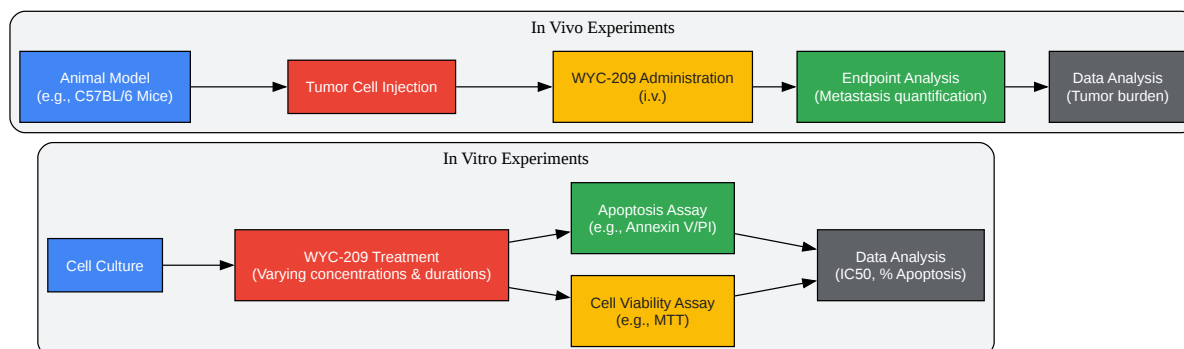 In Vivo Experiments
Animal Model
(e.g., C57BL/6 Mice)
Tumor Cell Injection
WYC-209 Administration
(i.v.)
Endpoint Analysis
(Metastasis quantification)
Data Analysis
(Tumor burden)
In Vitro Experiments
Cell Culture
WYC-209 Treatment
(Varying concentrations & durations)
Apoptosis Assay
(e.g., Annexin V/PI)
Cell Viability Assay
(e.g., MTT)
Data Analysis
(IC50, % Apoptosis)